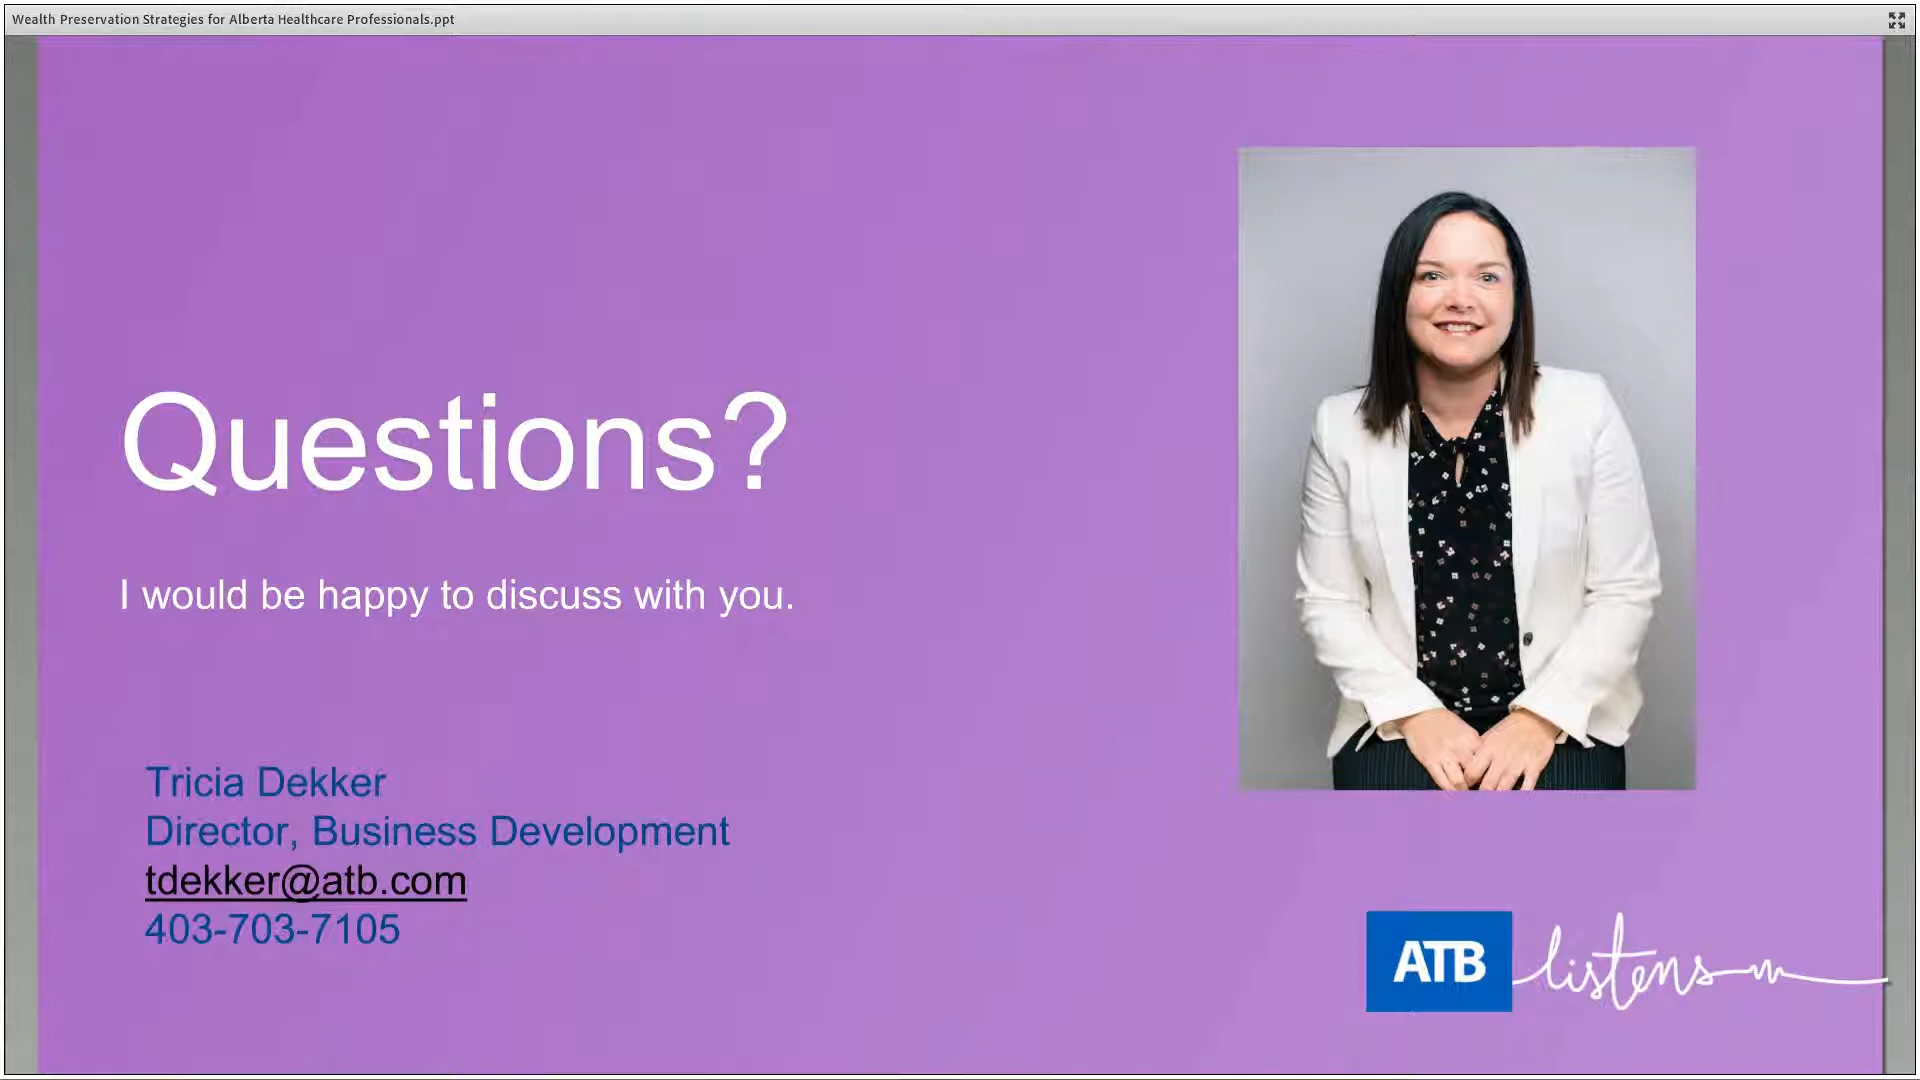 Wealth Preservation Strategies for Alberta Healthcare Professionals.ppt
Questions?
I would be happy to discuss with you.
Tricia Dekker
Director, Business Development
tdekker@atb.com
403-703-7105
ATB listens